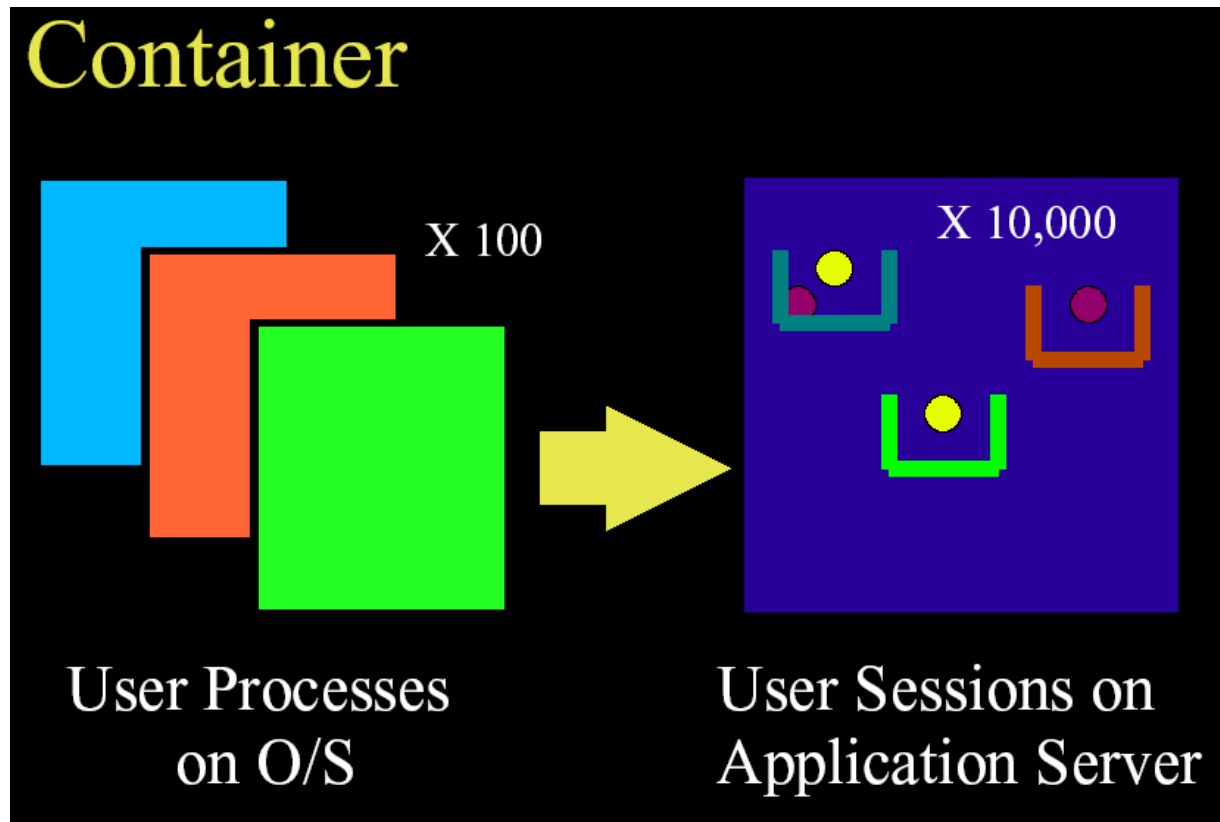 Container
X 100
X 10,000
User Processes
on O/S
User Sessions on
Application Server